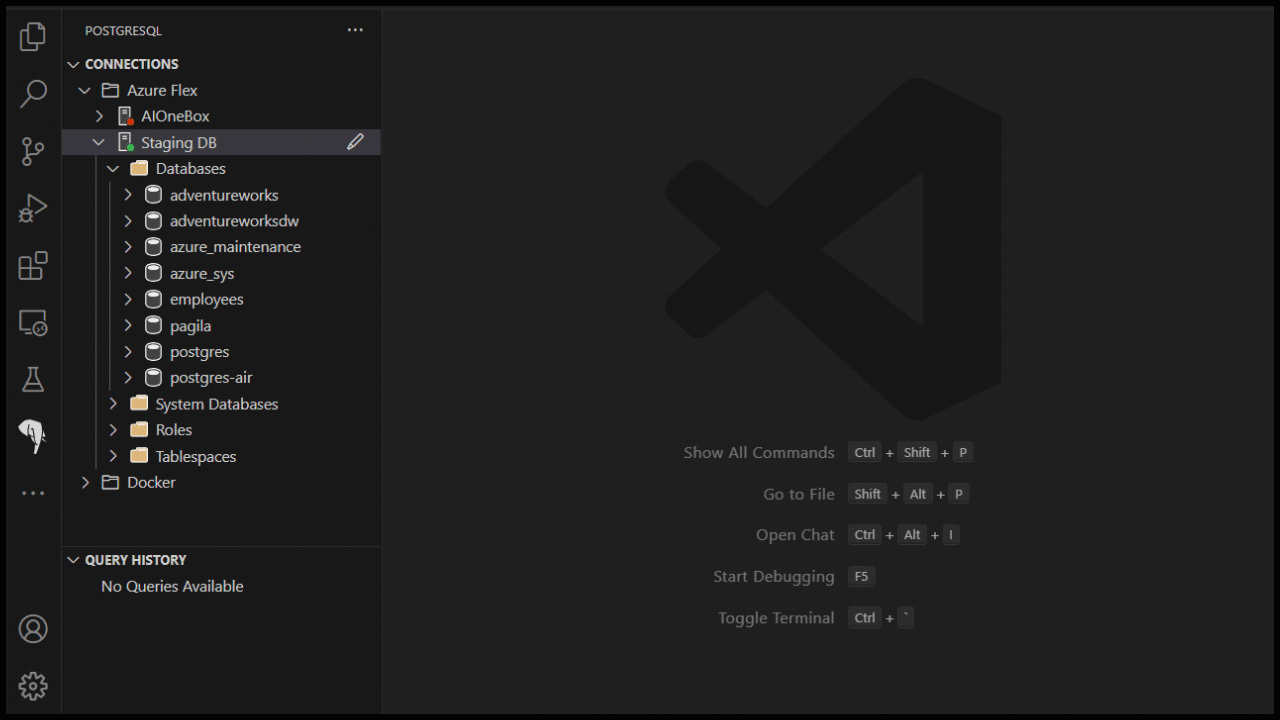 POSTGRESQL
CONNECTIONS
Azure Flex
AIOneBox
Staging DB
Databases
adventureworks
adventureworksdw
azure_maintenance
azure_sys
employees
pagila
postgres
postgres-air
System Databases
Roles
Tablespaces
Docker
QUERY HISTORY
No Queries Available
Show All Commands Ctrl + Shift + P
Go to File Shift + Alt + P
Open Chat Ctrl + Alt + I
Start Debugging F5
Toggle Terminal Ctrl + `